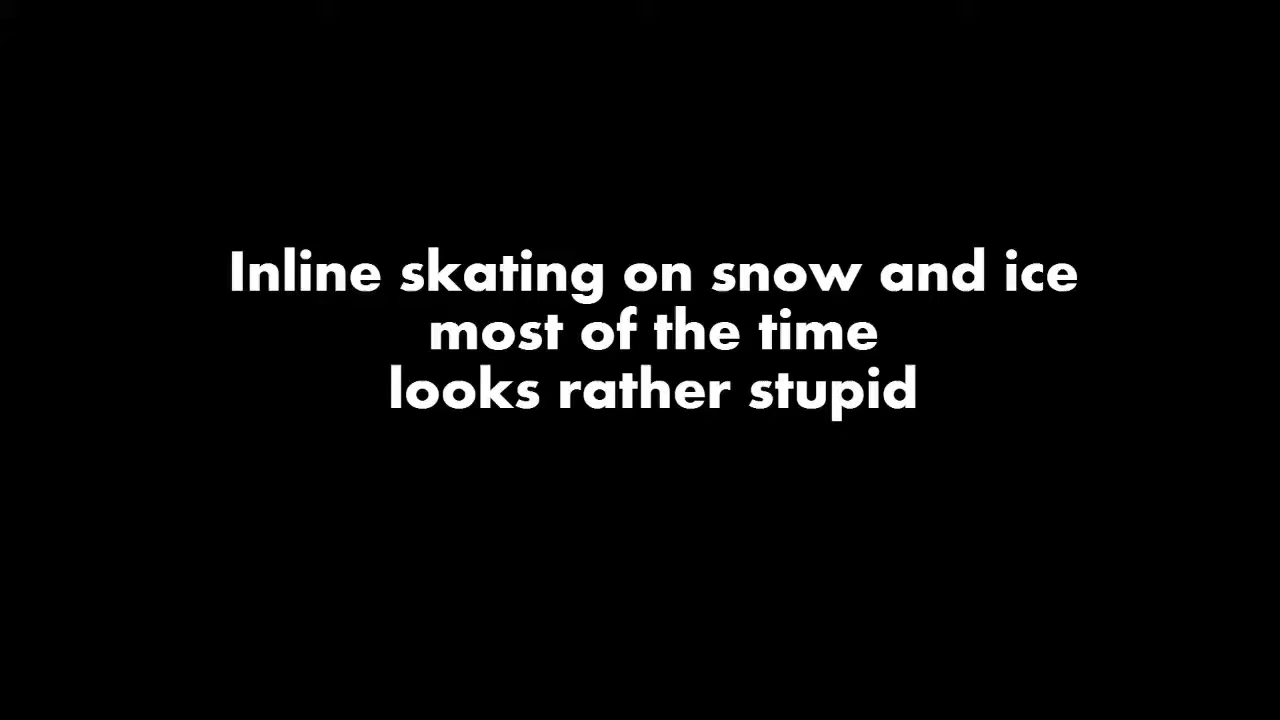 Inline skating on snow and ice
most of the time
looks rather stupid